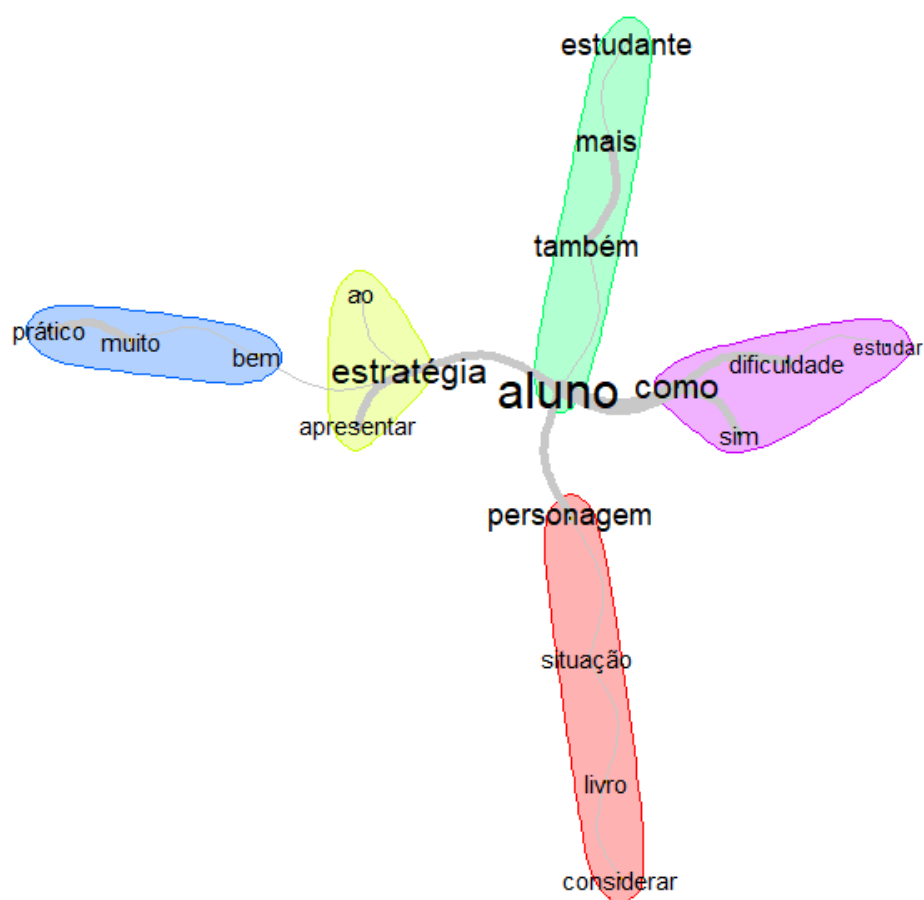 estudante
mais
também
ao
prático
muito
bem
estratégia
aluno
como
dificuldade
estudar
apresentar
sim
personagem
situação
livro
considerar